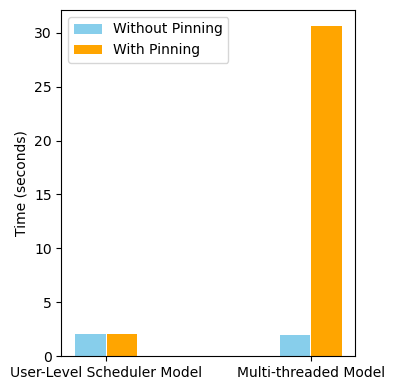 Without Pinning
With Pinning
Time (seconds)
30
25
20
15
10
5
0
User-Level Scheduler Model
Multi-threaded Model